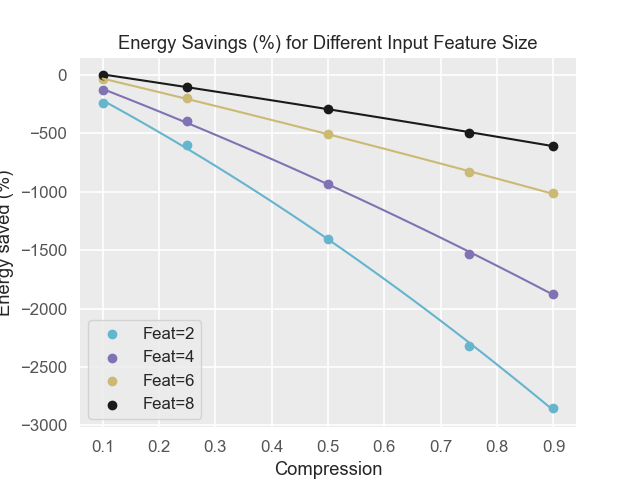 Energy Savings (%) for Different Input Feature Size
0
−500
−1000
−1500
−2000
−2500
−3000
Energy saved (%)
Feat=2
Feat=4
Feat=6
Feat=8
0.1 0.2 0.3 0.4 0.5 0.6 0.7 0.8 0.9
Compression